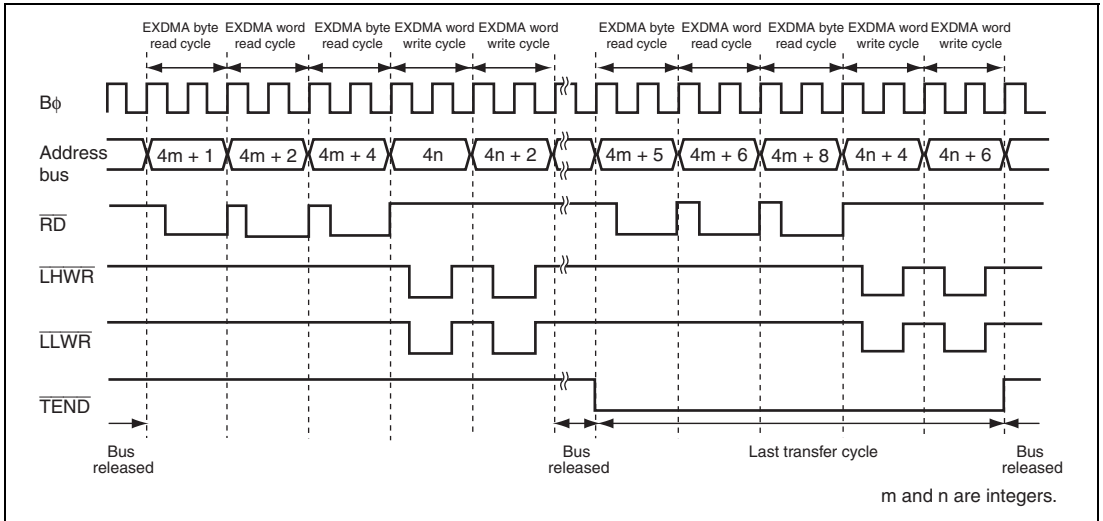 EXDMA byte read cycle
EXDMA word read cycle
EXDMA byte read cycle
EXDMA word write cycle
EXDMA word write cycle
EXDMA byte read cycle
EXDMA word read cycle
EXDMA byte read cycle
EXDMA word write cycle
EXDMA word write cycle
Bφ
Address bus
4m + 1
4m + 2
4m + 4
4n
4n + 2
4m + 5
4m + 6
4m + 8
4n + 4
4n + 6
RD
LHWR
LLWR
TEND
Bus released
Bus released
Last transfer cycle
Bus released
m and n are integers.